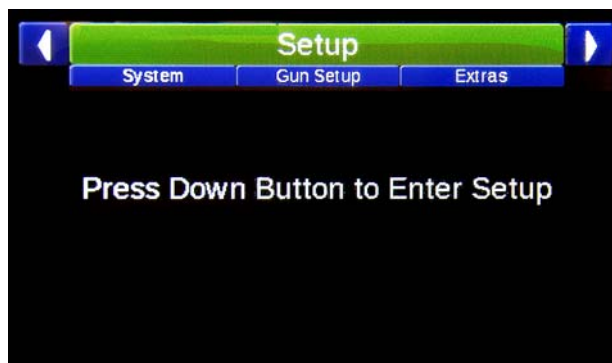 Setup
System Gun Setup Extras
Press Down Button to Enter Setup